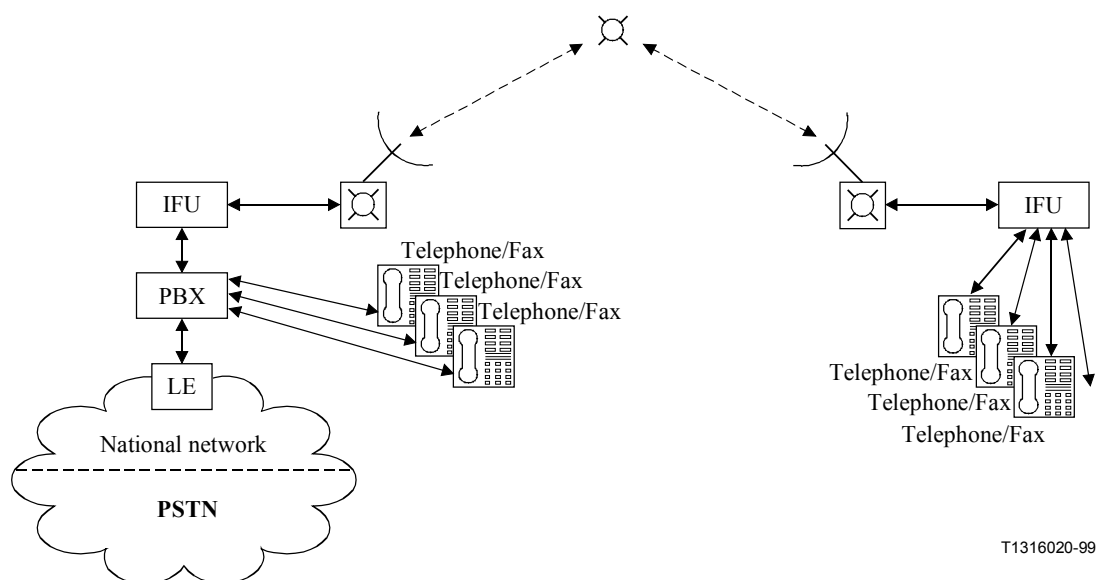 IFU
IFU
Telephone/Fax
Telephone/Fax
PBX
Telephone/Fax
LE
Telephone/Fax
Telephone/Fax
National network
Telephone/Fax
PSTN
T1316020-99